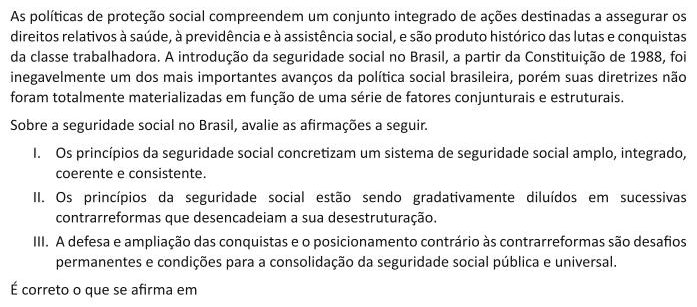 As políticas de proteção social compreendem um conjunto integrado de ações destinadas a assegurar os
direitos relativos à saúde, à previdência e à assistência social, e são produto histórico das lutas e conquistas
da classe trabalhadora. A introdução da seguridade social no Brasil, a partir da Constituição de 1988, foi
inegavelmente um dos mais importantes avanços da política social brasileira, porém suas diretrizes não
foram totalmente materializadas em função de uma série de fatores conjunturais e estruturais.
Sobre a seguridade social no Brasil, avalie as afirmações a seguir.
I. Os princípios da seguridade social concretizam um sistema de seguridade social amplo, integrado,
coerente e consistente.
II. Os princípios da seguridade social estão sendo gradativamente diluídos em sucessivas
contrarreformas que desencadeiam a sua desestruturação.
III. A defesa e ampliação das conquistas e o posicionamento contrário às contrarreformas são desafios
permanentes e condições para a consolidação da seguridade social pública e universal.
É correto o que se afirma em